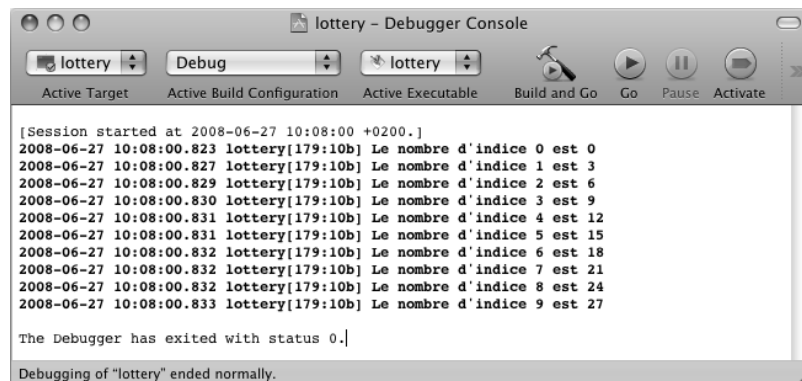 lottery – Debugger Console
lottery Debug lottery
Active Target Active Build Configuration Active Executable Build and Go Go Pause Activate
[Session started at 2008-06-27 10:08:00 +0200.]
2008-06-27 10:08:00.823 lottery[179:10b] Le nombre d'indice 0 est 0
2008-06-27 10:08:00.827 lottery[179:10b] Le nombre d'indice 1 est 3
2008-06-27 10:08:00.829 lottery[179:10b] Le nombre d'indice 2 est 6
2008-06-27 10:08:00.830 lottery[179:10b] Le nombre d'indice 3 est 9
2008-06-27 10:08:00.831 lottery[179:10b] Le nombre d'indice 4 est 12
2008-06-27 10:08:00.831 lottery[179:10b] Le nombre d'indice 5 est 15
2008-06-27 10:08:00.832 lottery[179:10b] Le nombre d'indice 6 est 18
2008-06-27 10:08:00.832 lottery[179:10b] Le nombre d'indice 7 est 21
2008-06-27 10:08:00.832 lottery[179:10b] Le nombre d'indice 8 est 24
2008-06-27 10:08:00.833 lottery[179:10b] Le nombre d'indice 9 est 27
The Debugger has exited with status 0.
Debugging of “lottery” ended normally.